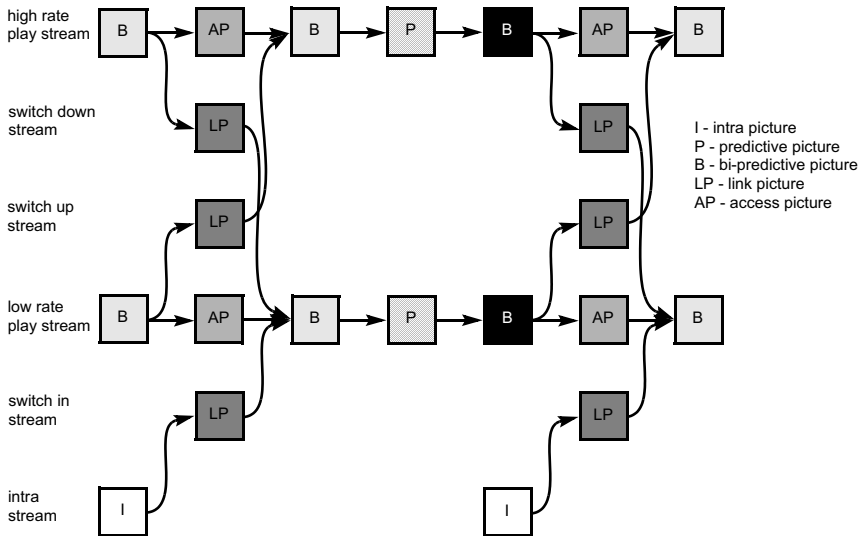 high rate
play stream
B
AP
B
P
B
AP
B
switch down
stream
LP
LP
I - intra picture
P - predictive picture
B - bi-predictive picture
LP - link picture
AP - access picture
switch up
stream
LP
LP
low rate
play stream
B
AP
B
P
B
AP
B
switch in
stream
LP
LP
intra
stream
I
I